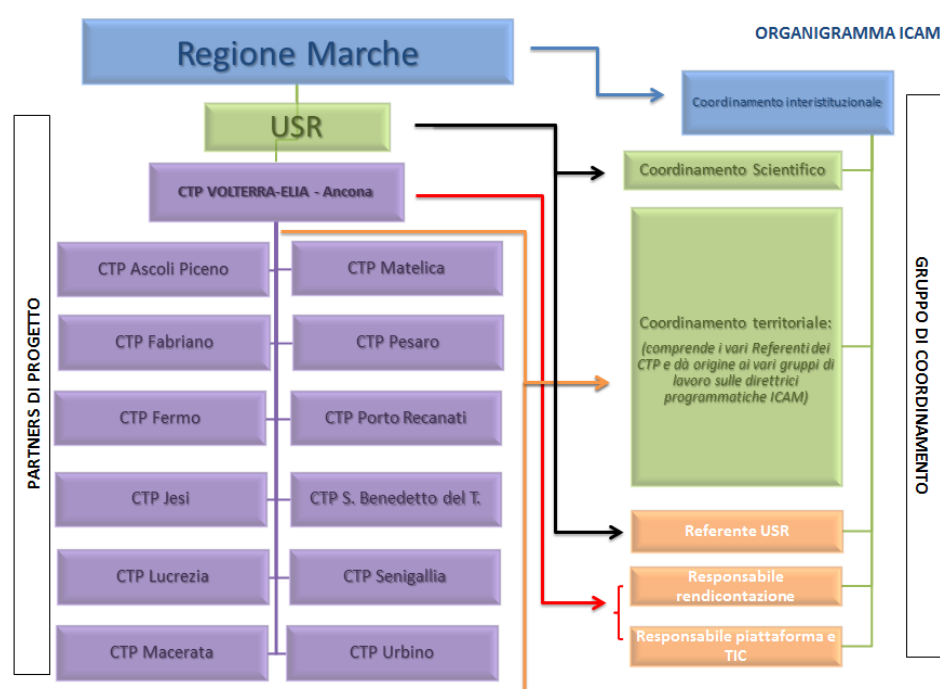 ORGANIGRAMMA ICAM
Regione Marche
Coordinamento interistituzionale
USR
Coordinamento Scientifico
CTP VOLTERRA-ELIA - Ancona
PARTNERS DI PROGETTO
CTP Ascoli Piceno
CTP Matelica
CTP Fabriano
CTP Pesaro
CTP Fermo
CTP Porto Recanati
CTP Jesi
CTP S. Benedetto del T.
CTP Lucrezia
CTP Senigallia
CTP Macerata
CTP Urbino
Coordinamento territoriale:
(comprende i vari Referenti dei
CTP e dà origine ai vari gruppi di
lavoro sulle direttrici
programmatiche ICAM)
Referente USR
Responsabile
rendicontazione
Responsabile piattaforma e
TIC
GRUPPO DI COORDINAMENTO